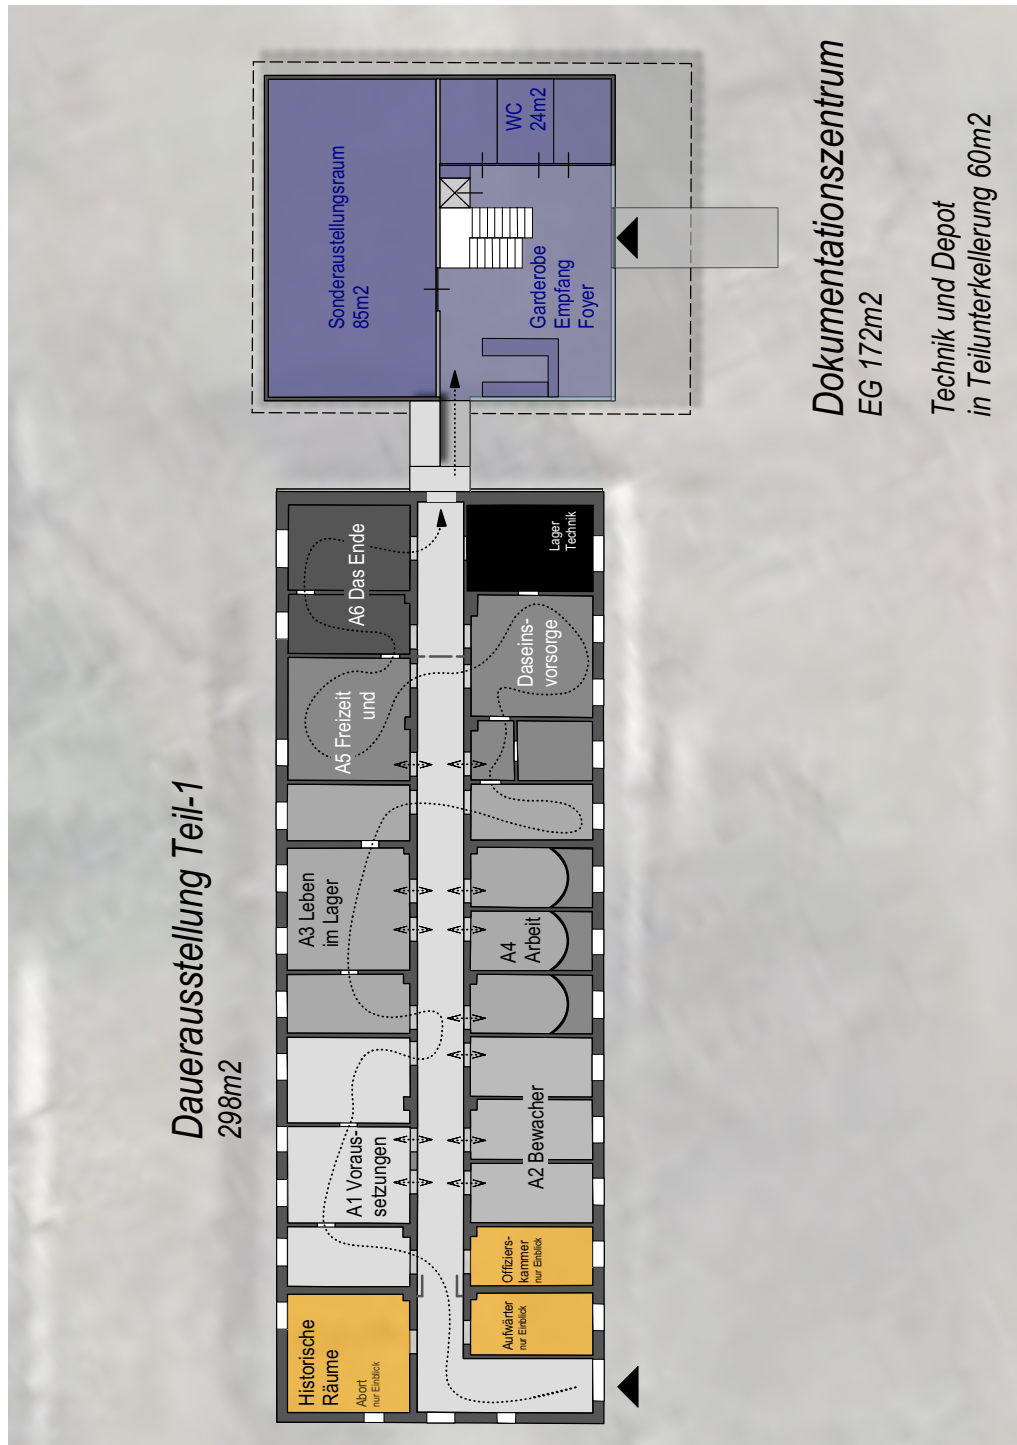 Dauerausstellung Teil-1
298m2
Historische
Räume
Abort
nur Einblick
A1 Voraus-
setzungen
A3 Leben
im Lager
A5 Freizeit
und
A6 Das Ende
Aufwärter
nur Einblick
Offiziers-
kammer
nur Einblick
A2 Bewacher
A4
Arbeit
Daseins-
vorsorge
Lager
Technik
Sonderaustellungsraum
85m2
WC
24m2
Garderobe
Empfang
Foyer
Dokumentationszentrum
EG 172m2
Technik und Depot
in Teilunterkellerung 60m2